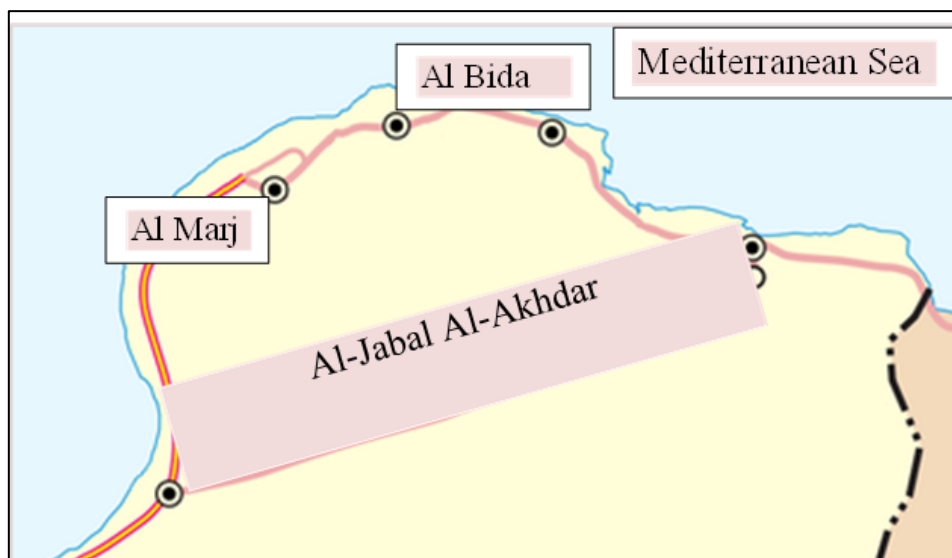 Mediterranean Sea
Al Bida
Al Marj
Al-Jabal Al-Akhdar